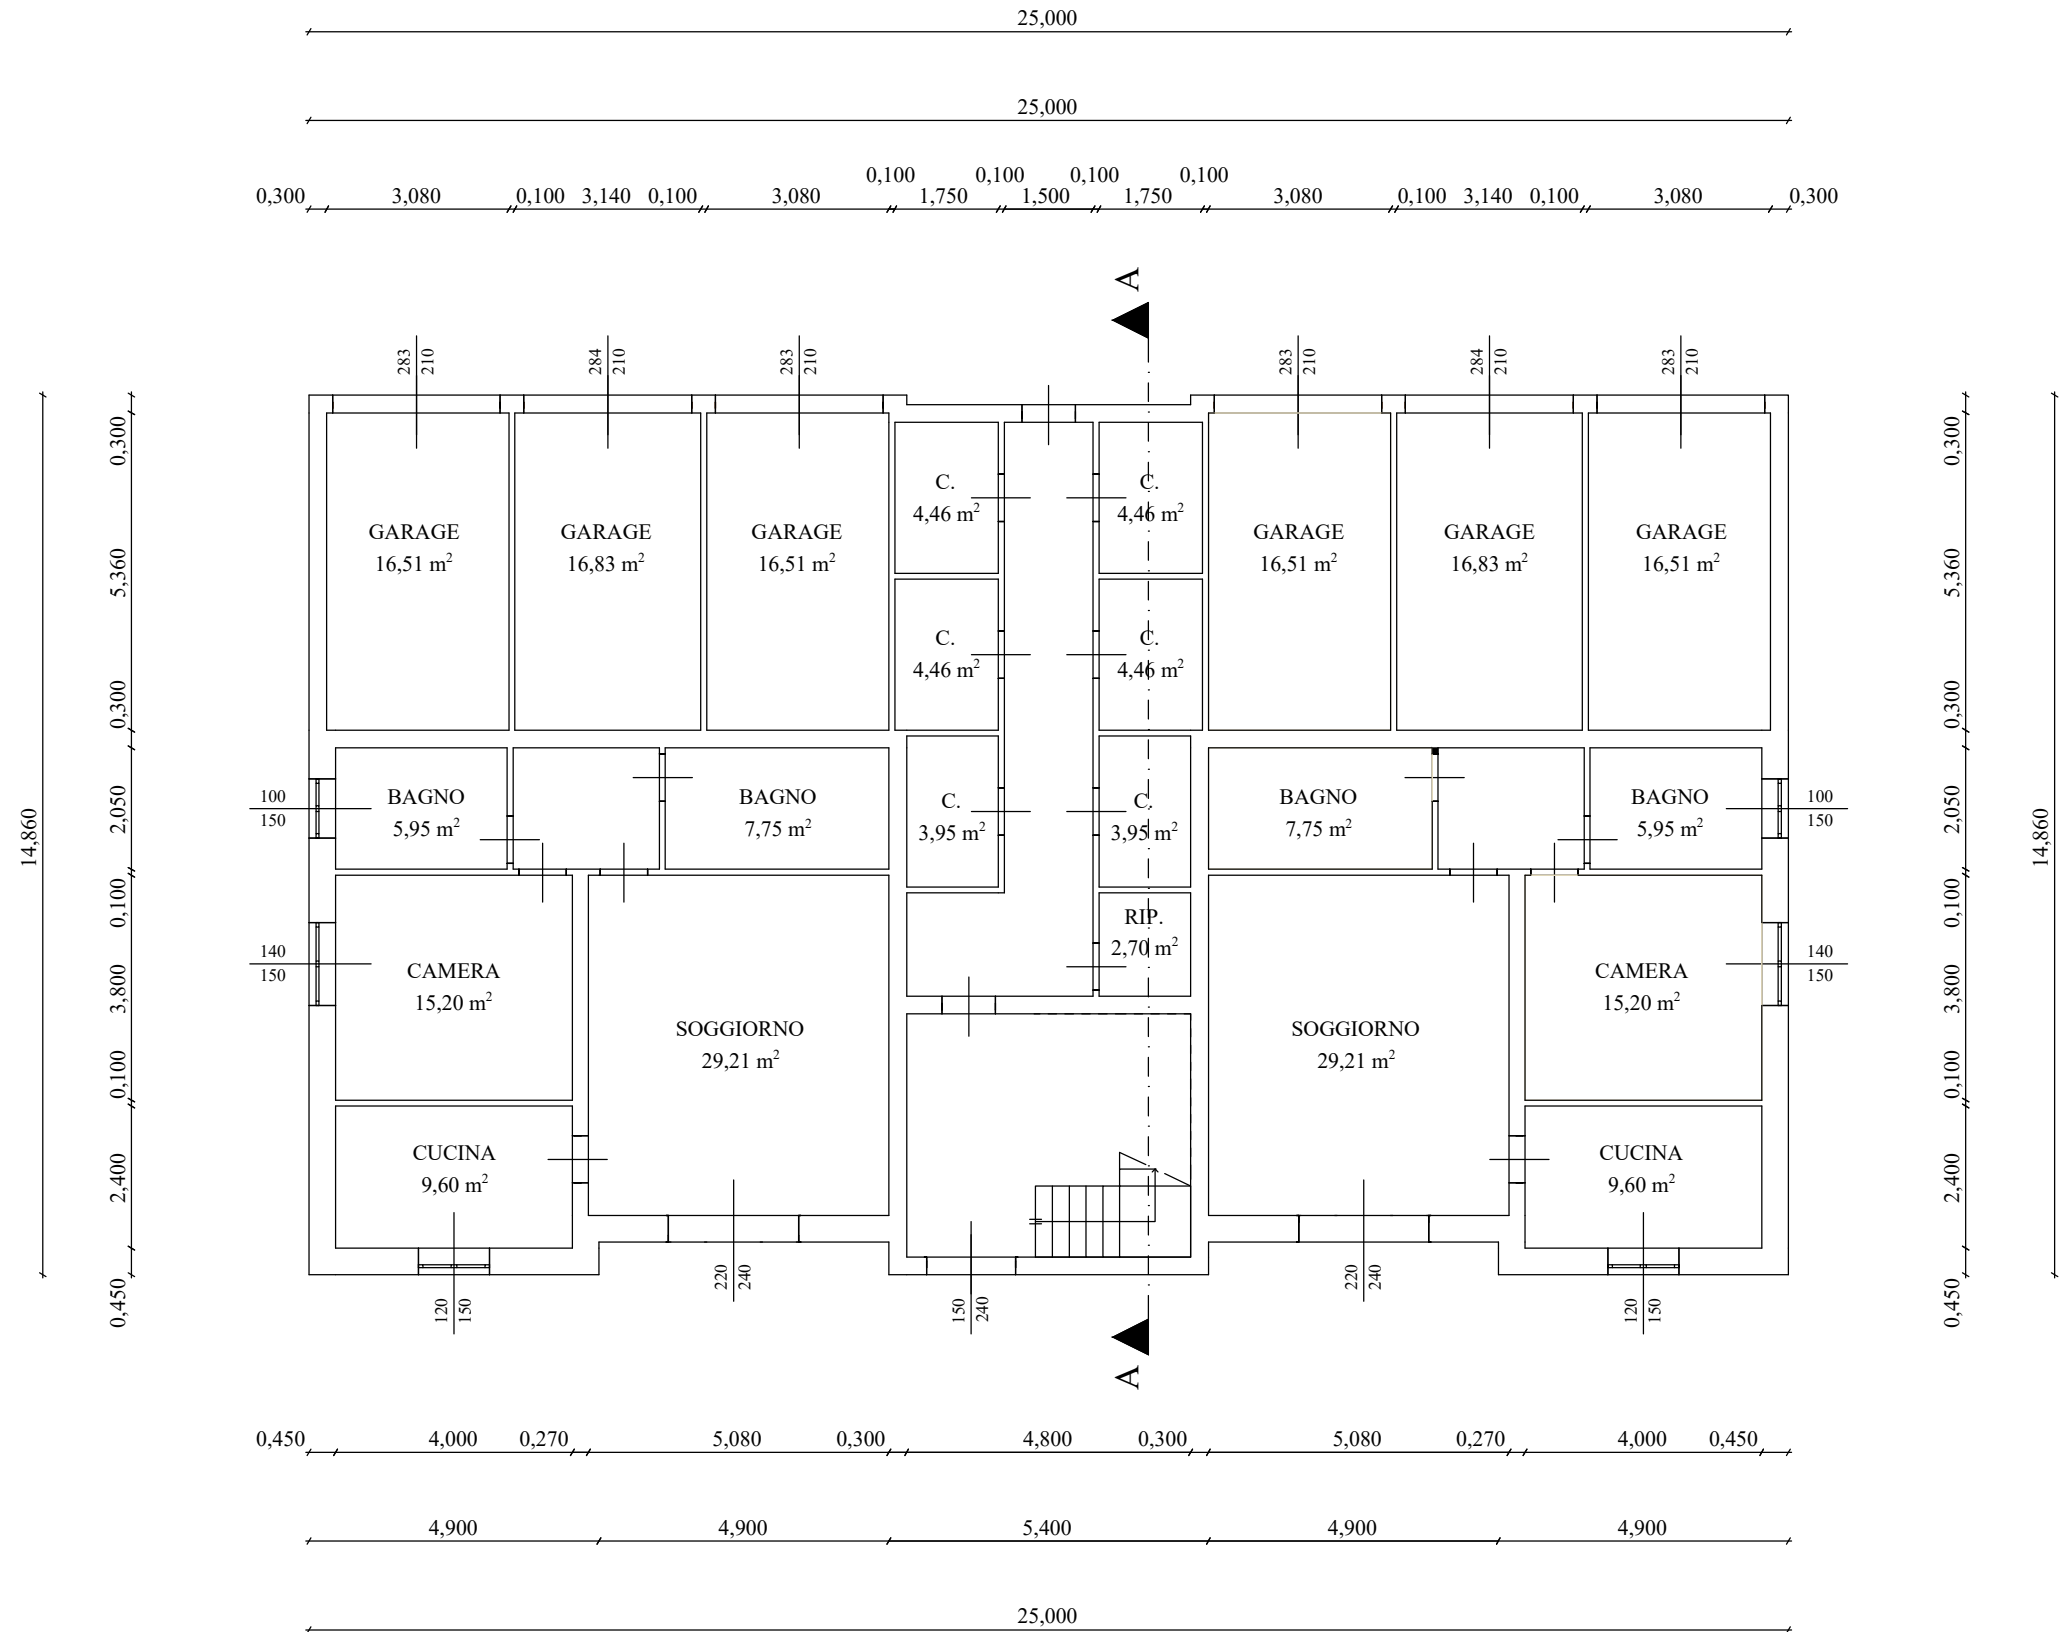 25,000
25,000
0,100 0,100 0,100 0,100
0,300 3,080 0,100 3,140 0,100 3,080 1,750 1,500 1,750 3,080 0,100 3,140 0,100 3,080 0,300
A
283 210 284 210 283 210 283 210 284 210 283 210
0,300 0,300
C. C.
4,46 m² 4,46 m²
GARAGE GARAGE GARAGE GARAGE GARAGE GARAGE
16,51 m² 16,83 m² 16,51 m² 16,51 m² 16,83 m² 16,51 m²
5,360 5,360
C. C.
4,46 m² 4,46 m²
0,300 0,300
100 BAGNO BAGNO C. C. BAGNO BAGNO 100
150 5,95 m² 7,75 m² 3,95 m² 3,95 m² 7,75 m² 5,95 m² 150
2,050 2,050
14,860 14,860
0,100 0,100
RIP.
2,70 m²
140 CAMERA CAMERA 140
150 15,20 m² 15,20 m² 150
3,800 3,800
SOGGIORNO SOGGIORNO
29,21 m² 29,21 m²
0,100 0,100
CUCINA CUCINA
9,60 m² 9,60 m²
2,400 2,400
220 240 220 240
0,450 120 150 150 240 120 150 0,450
A
0,450 4,000 0,270 5,080 0,300 4,800 0,300 5,080 0,270 4,000 0,450
4,900 4,900 5,400 4,900 4,900
25,000